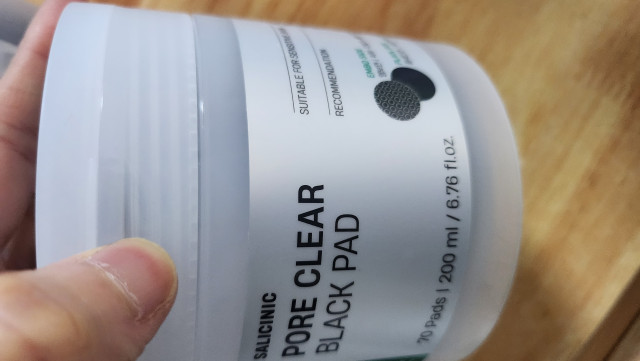 SUITABLE FOR SENSITIVE
RECOMMENDATION
SALICINIC
PORE CLEAR
BLACK PAD
70 Pads | 200 ml / 6.76 fl.oz.